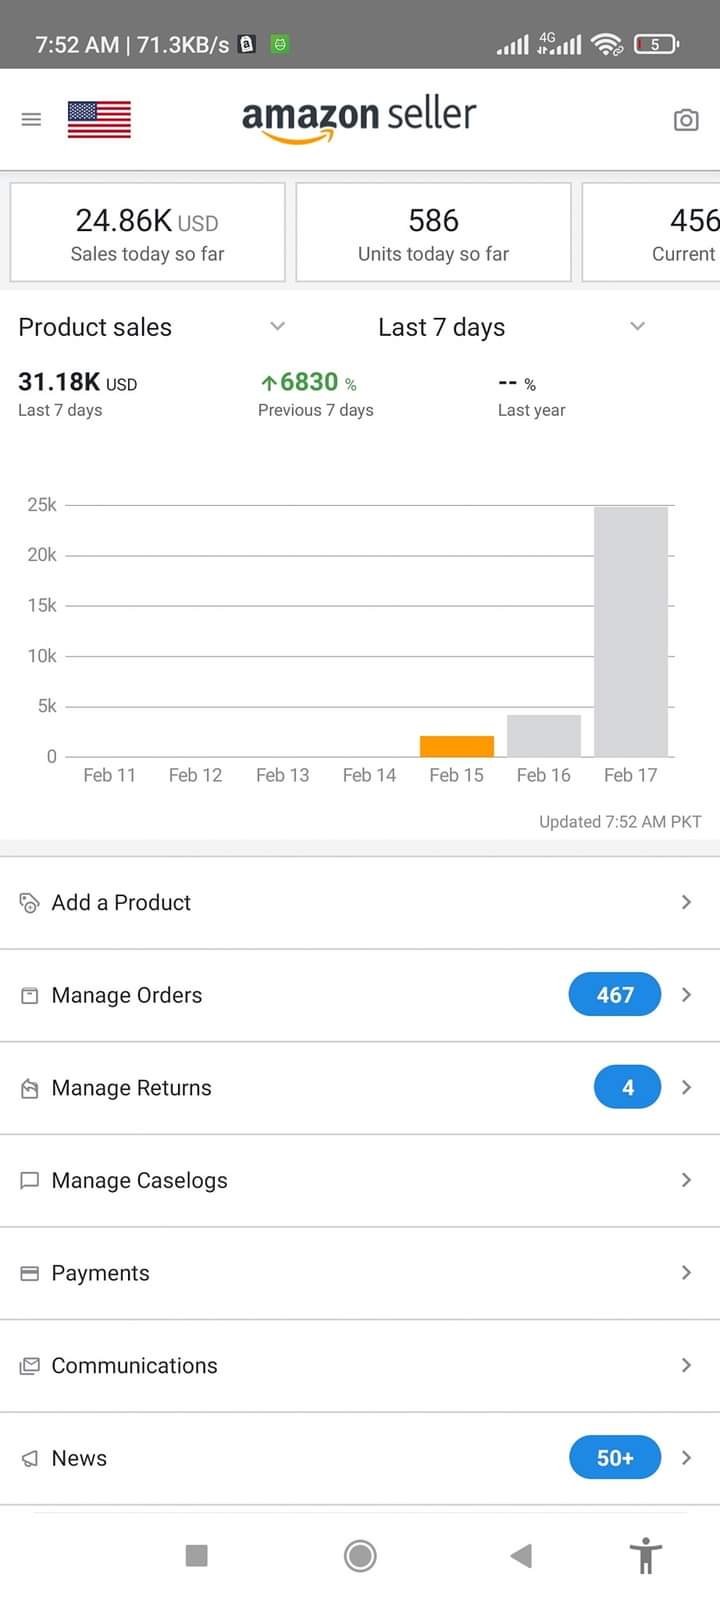 7:52 AM | 71.3KB/s 4G 5
amazon seller
24.86K USD 586 456
Sales today so far Units today so far Current
Product sales Last 7 days
31.18K USD ↑6830 % -- %
Last 7 days Previous 7 days Last year
25k
20k
15k
10k
5k
0
Feb 11 Feb 12 Feb 13 Feb 14 Feb 15 Feb 16 Feb 17
Updated 7:52 AM PKT
Add a Product
Manage Orders 467
Manage Returns 4
Manage Caselogs
Payments
Communications
News 50+